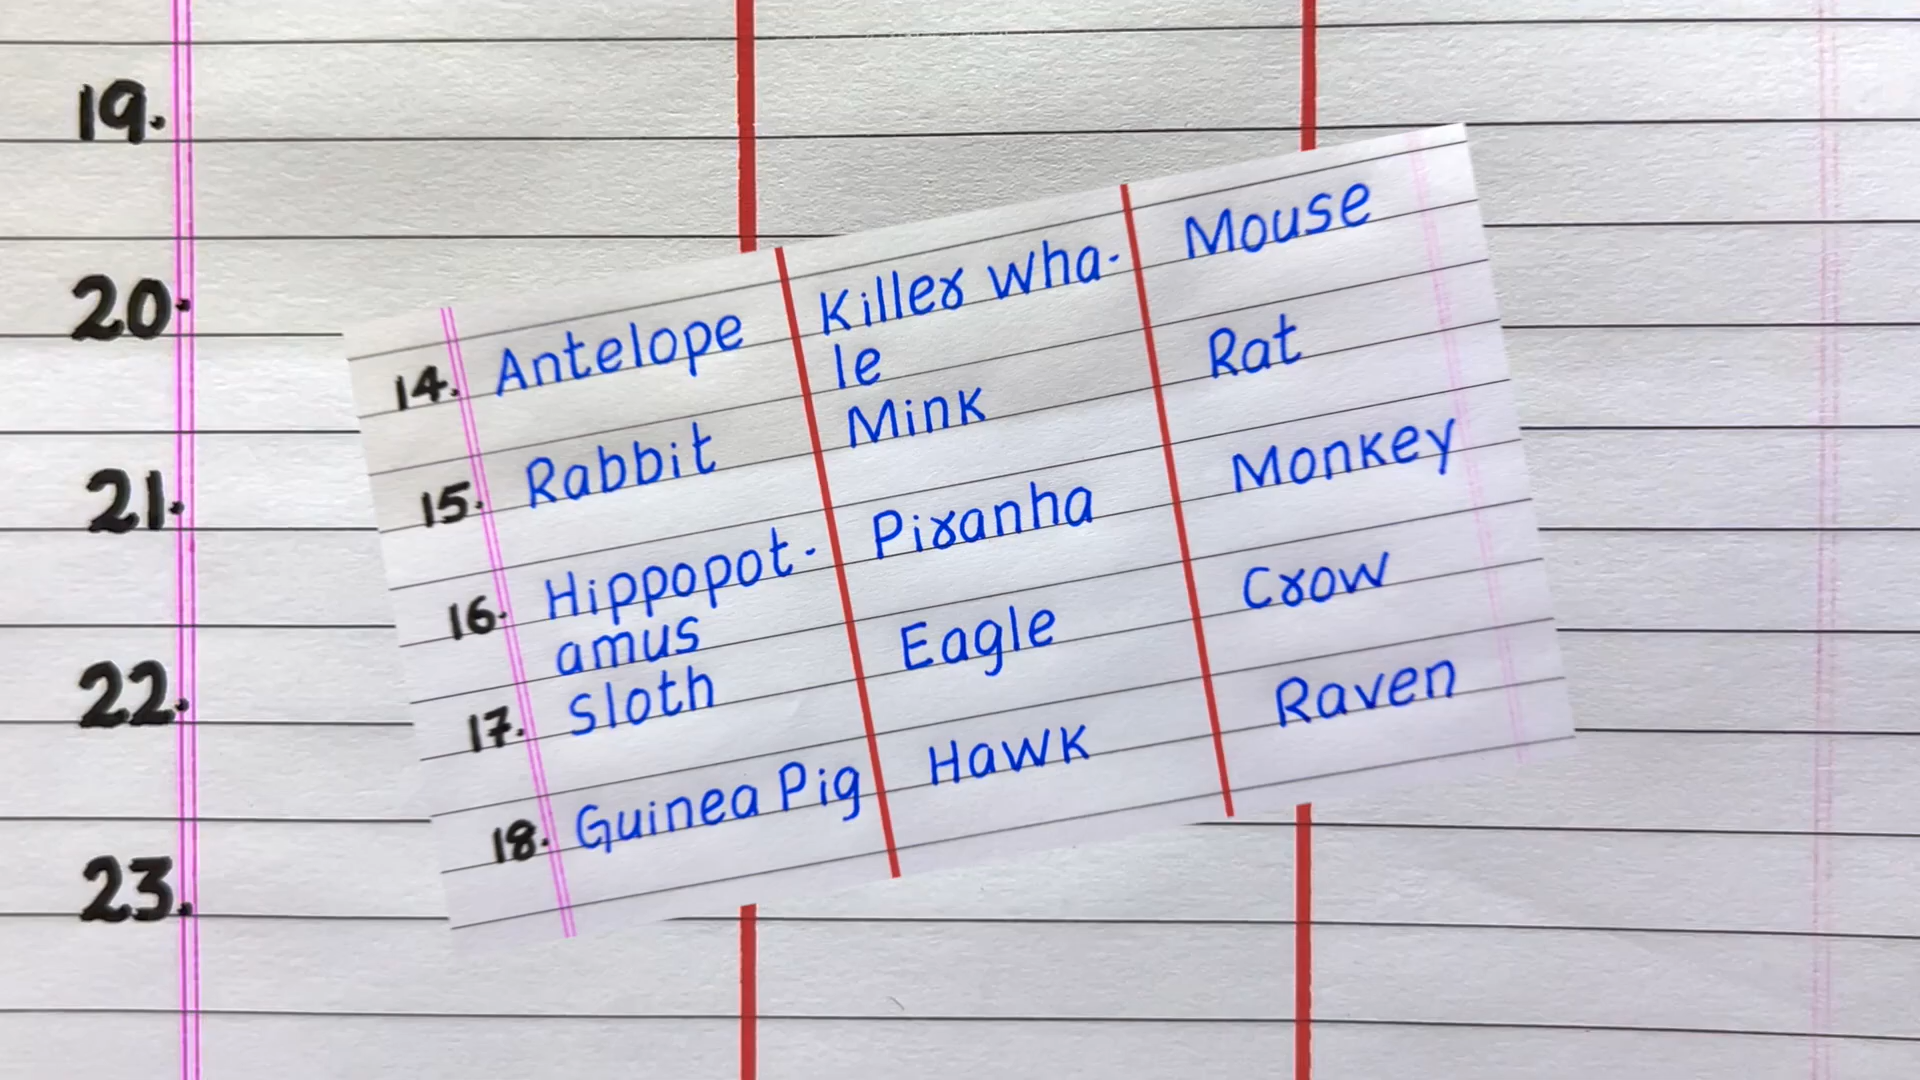 19.
20.
21.
22.
23.
14. Antelope Killer wha-
le Mouse
15. Rabbit Mink Rat
16. Hippopot-
amus Piranha Monkey
17. Sloth Eagle Crow
18. Guinea Pig Hawk Raven